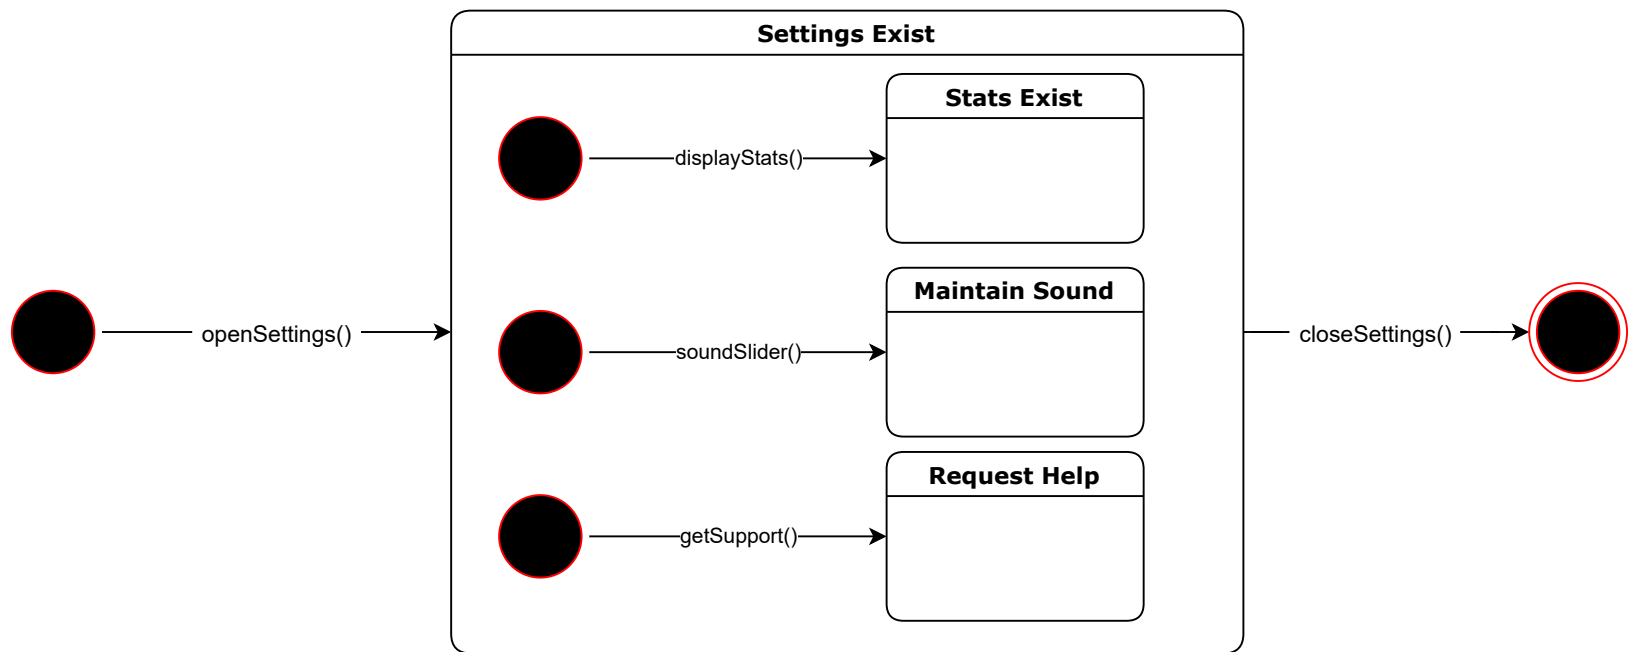 Settings Exist
Stats Exist
displayStats()
Maintain Sound
openSettings()
soundSlider()
closeSettings()
Request Help
getSupport()